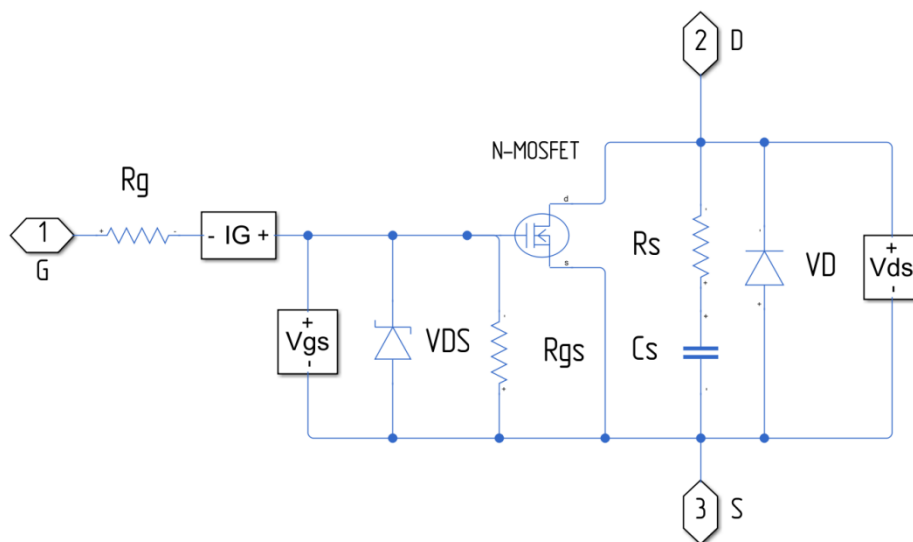 2 D
N-MOSFET
Rg
d
1
- IG +
G
s
Rs
VD
+
Vds
-
+
Vgs
-
VDS
Rgs
Cs
3 S